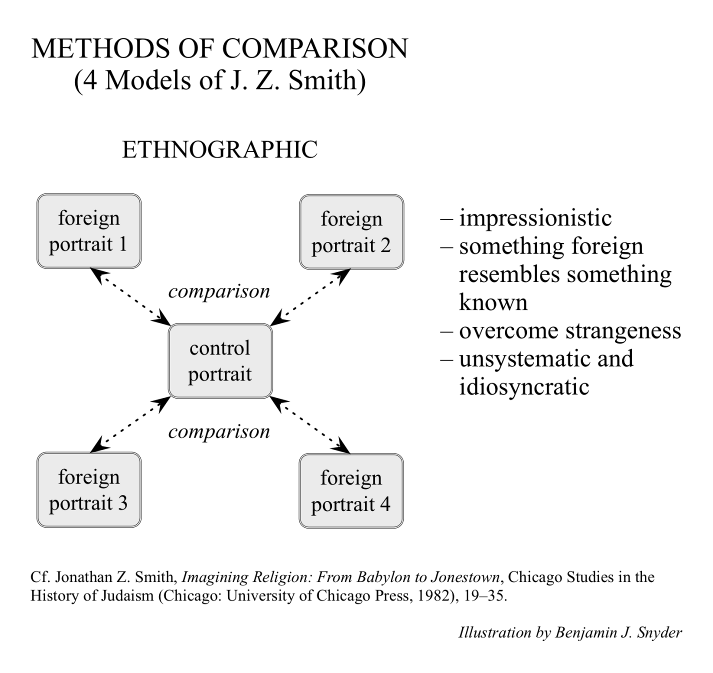 METHODS OF COMPARISON
(4 Models of J. Z. Smith)
ETHNOGRAPHIC
foreign
portrait 1
foreign
portrait 2
comparison
control
portrait
comparison
foreign
portrait 3
foreign
portrait 4
– impressionistic
– something foreign
resembles something
known
– overcome strangeness
– unsystematic and
idiosyncratic
Cf. Jonathan Z. Smith, Imagining Religion: From Babylon to Jonestown, Chicago Studies in the
History of Judaism (Chicago: University of Chicago Press, 1982), 19–35.
Illustration by Benjamin J. Snyder